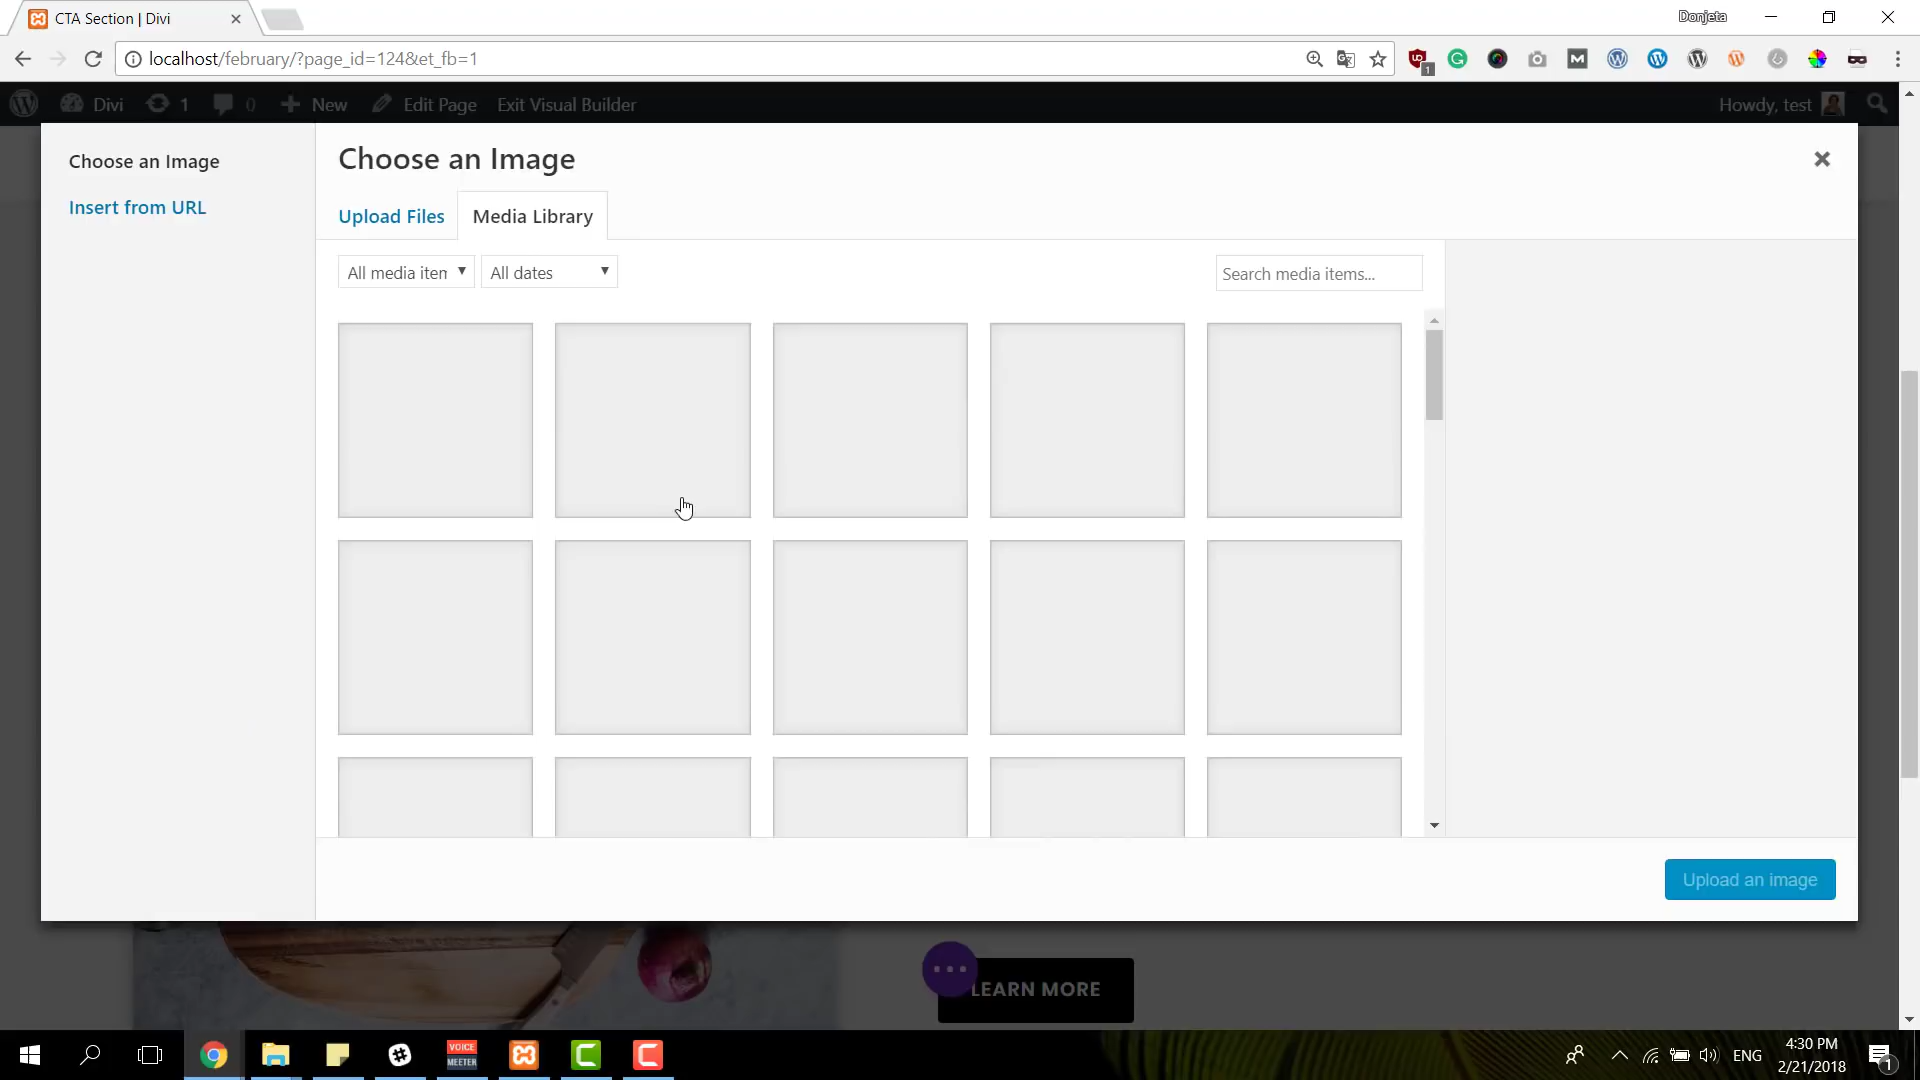 CTA Section | Divi
Donjeta
localhost/february/?page_id=124&et_fb=1
1
Divi
1
0
New
Edit Page
Exit Visual Builder
Howdy, test
Choose an Image
Insert from URL
Choose an Image
Upload Files
Media Library
All media iten
All dates
Search media items...
Upload an image
LEARN MORE
VOICE
MEETER
ENG
4:30 PM
2/21/2018
1